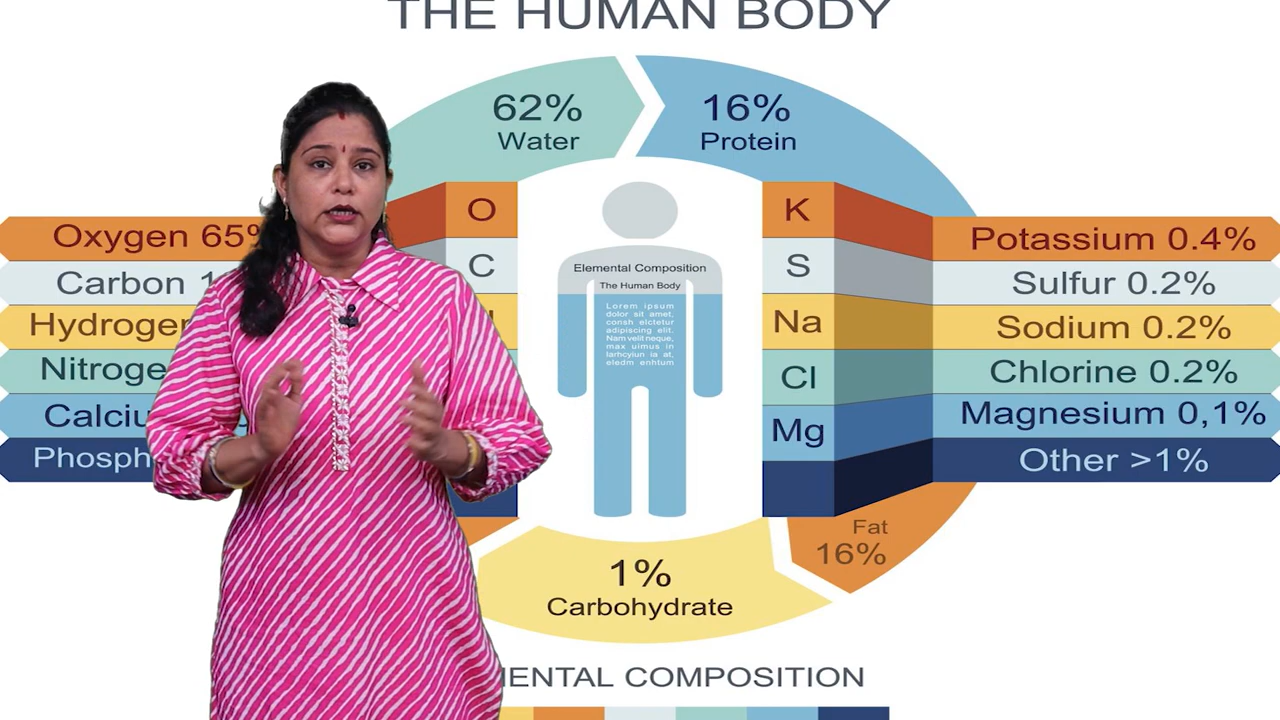 THE HUMAN BODY
62%
Water
16%
Protein
Oxygen 65%
Carbon 1
Hydrogen
Nitroge
Calciu
Phosph
O
C
K
S
Na
Cl
Mg
Potassium 0.4%
Sulfur 0.2%
Sodium 0.2%
Chlorine 0.2%
Magnesium 0,1%
Other >1%
Elemental Composition
The Human Body
Lorem ipsum
dolor sit amet,
consh elctetur
adipiscing elit.
Nam velit neque,
max uimus in
larhcyiun ia at,
eledm enhtum
Fat
16%
1%
Carbohydrate
MENTAL COMPOSITION